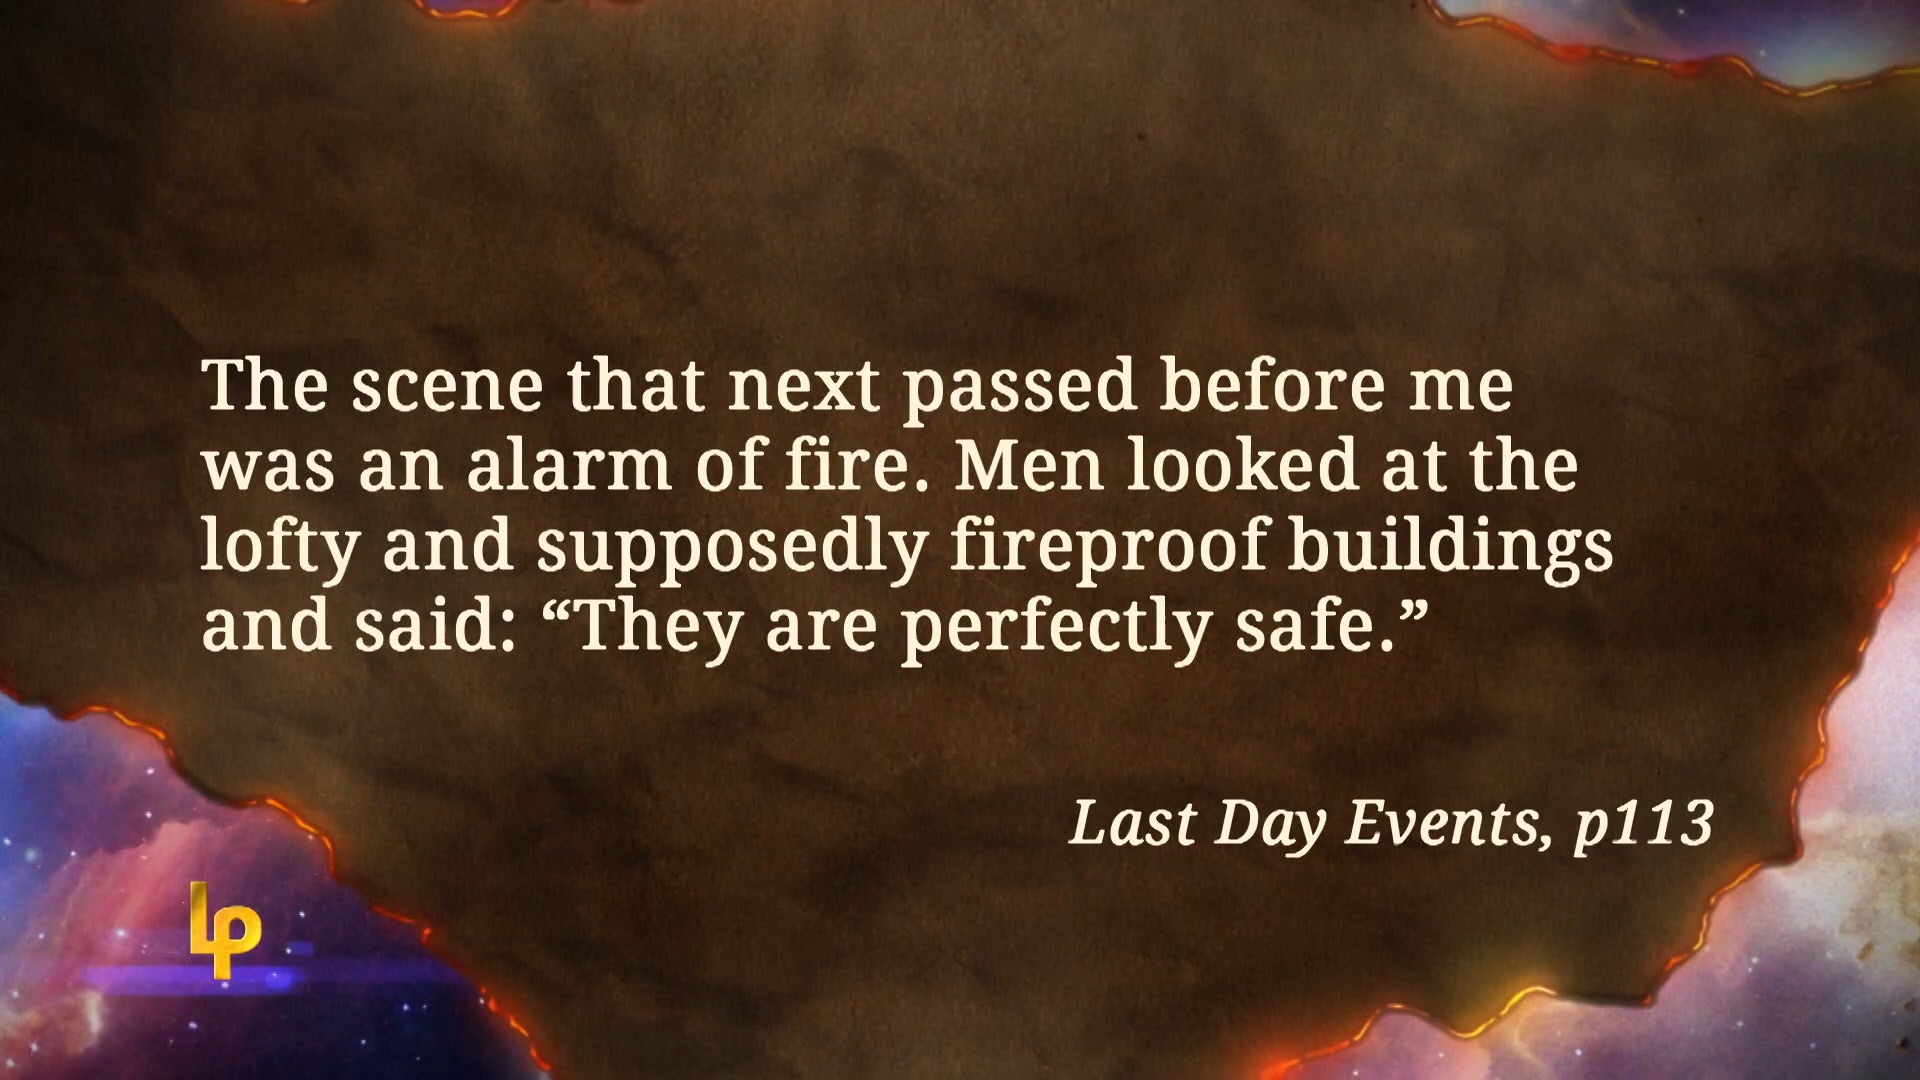 The scene that next passed before me
was an alarm of fire. Men looked at the
lofty and supposedly fireproof buildings
and said: “They are perfectly safe.”
Last Day Events, p113
Lp